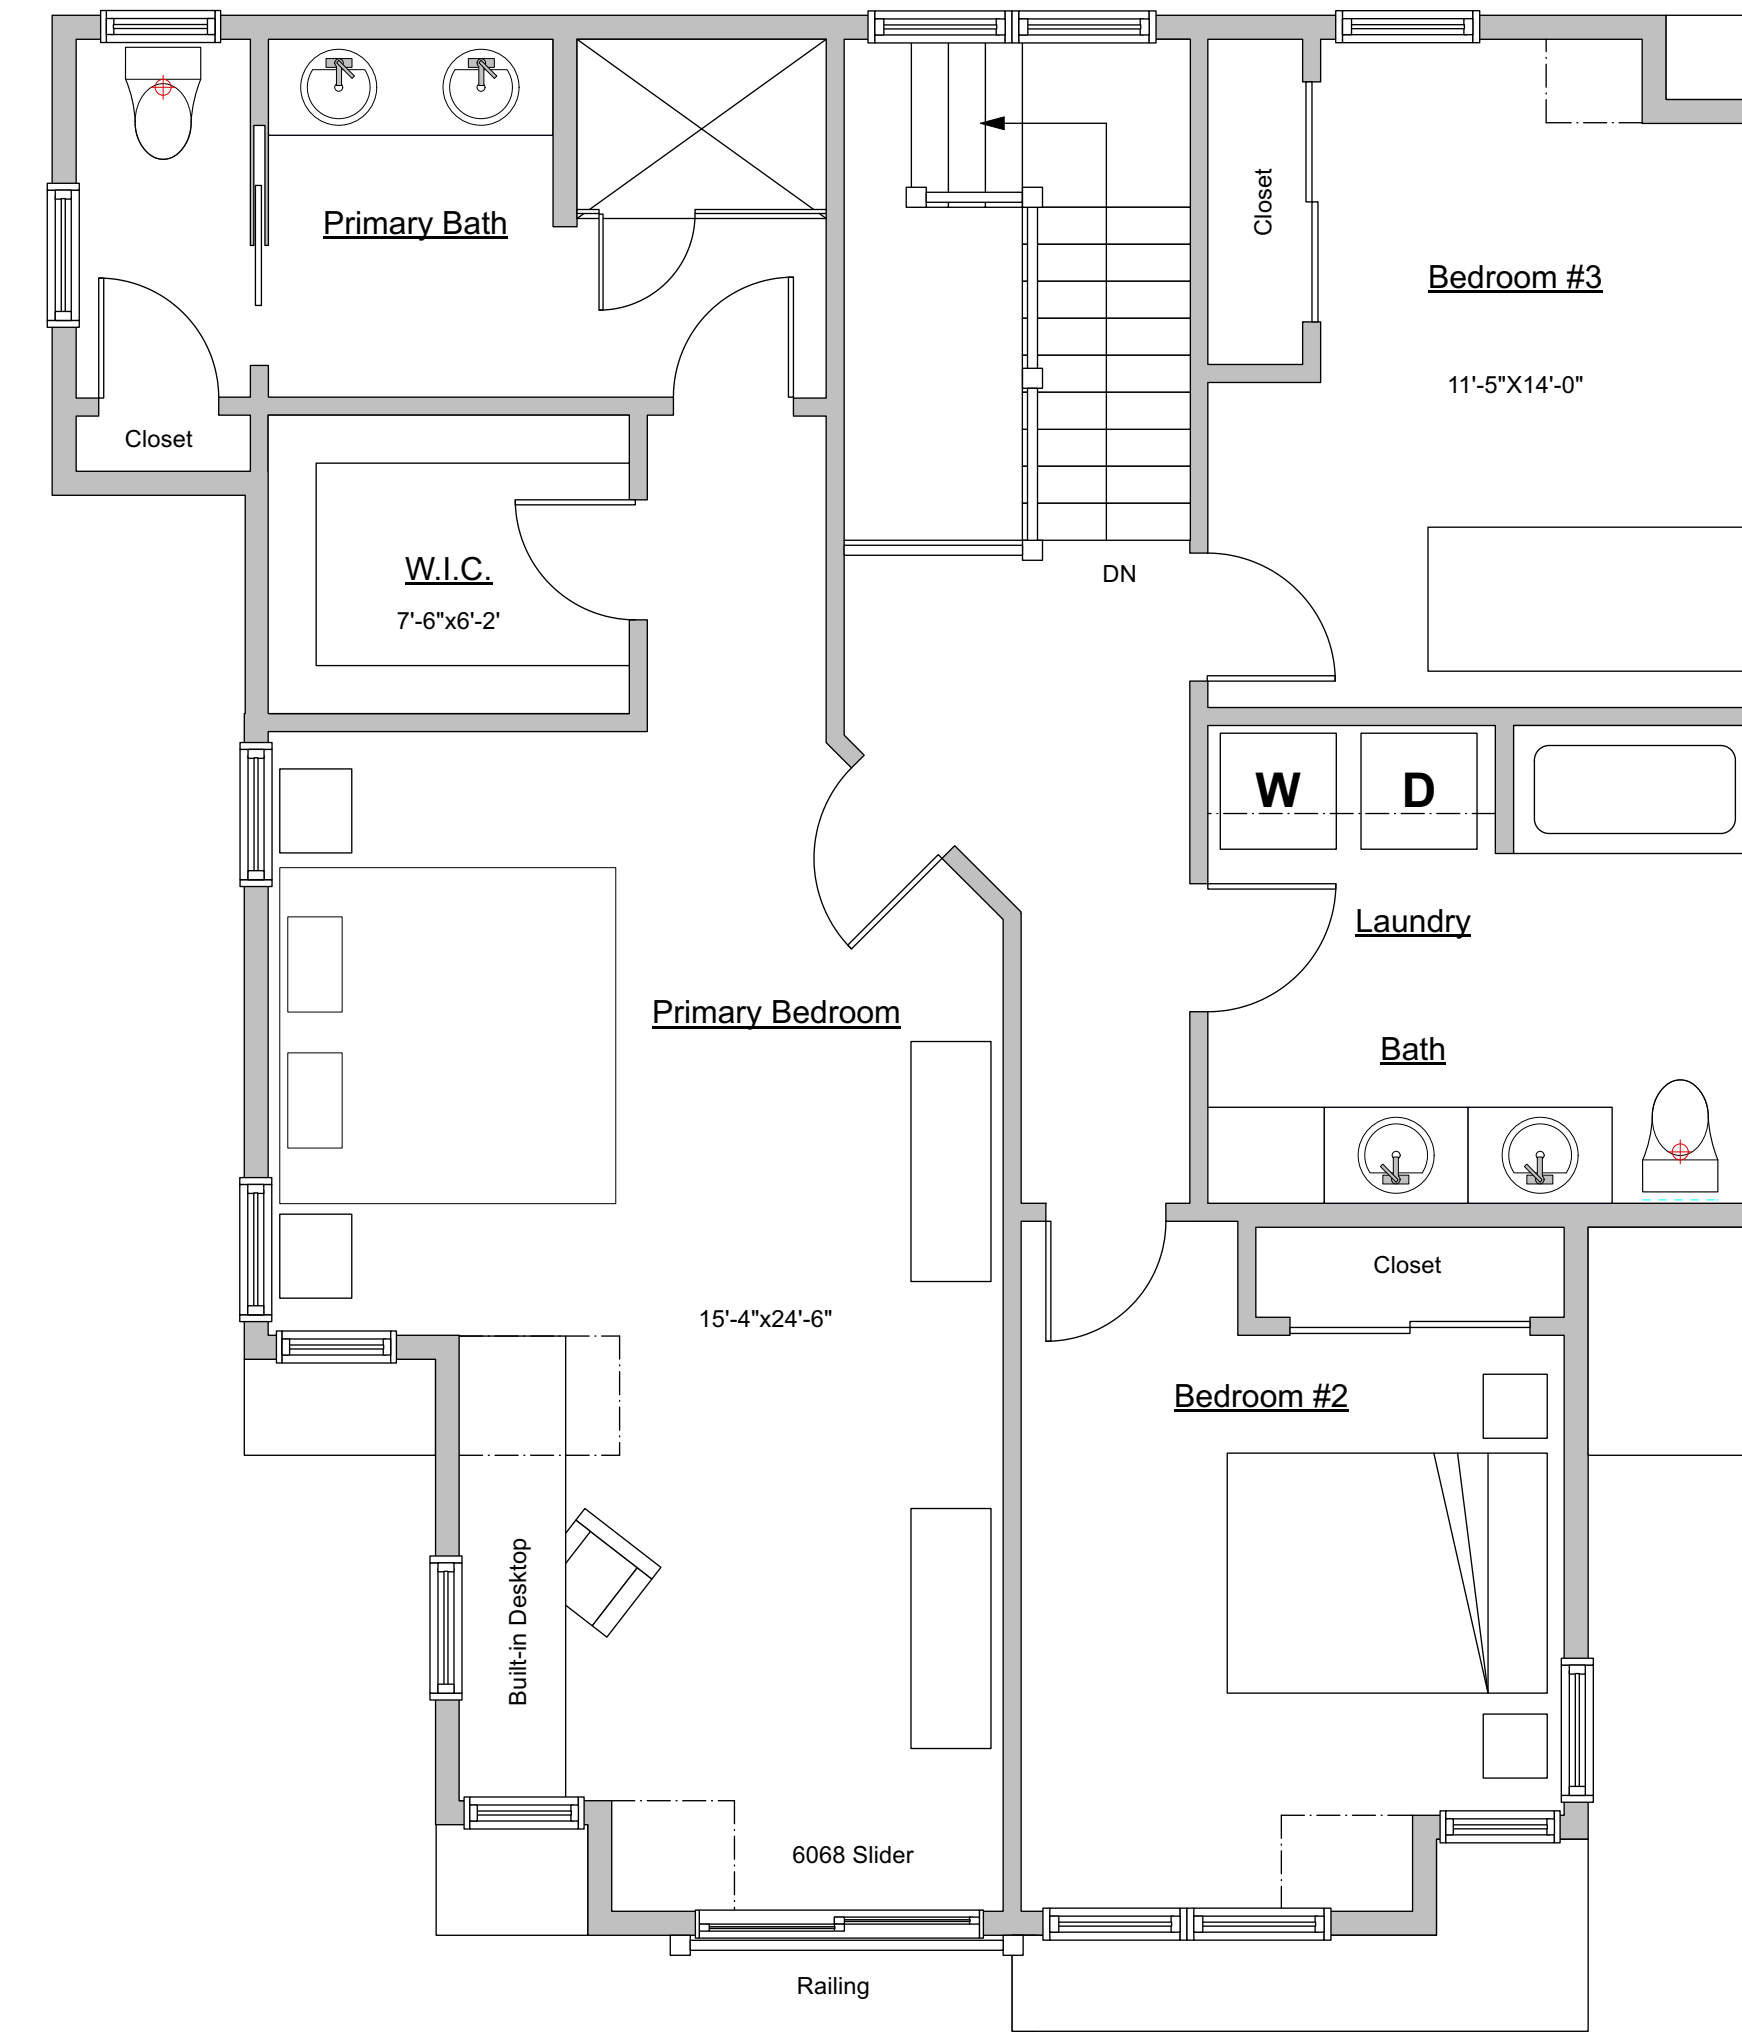 Primary Bath
Closet
Bedroom #3
11'-5"X14'-0"
Closet
W.I.C.
7'-6"x6'-2'
DN
W
D
Laundry
Primary Bedroom
Bath
Closet
15'-4"x24'-6"
Bedroom #2
Built-in Desktop
6068 Slider
Railing